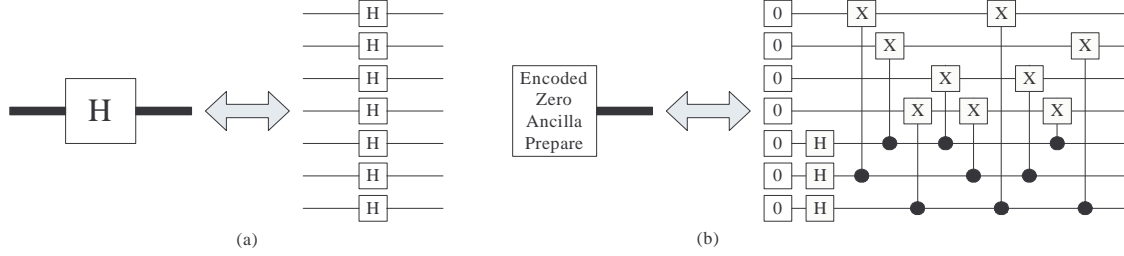 H
H
H
H
H
H
H
H
(a)
Encoded
Zero
Ancilla
Prepare
0 X X
0 X X
0 X X
0 X X X
0 H
0 H
0 H
(b)